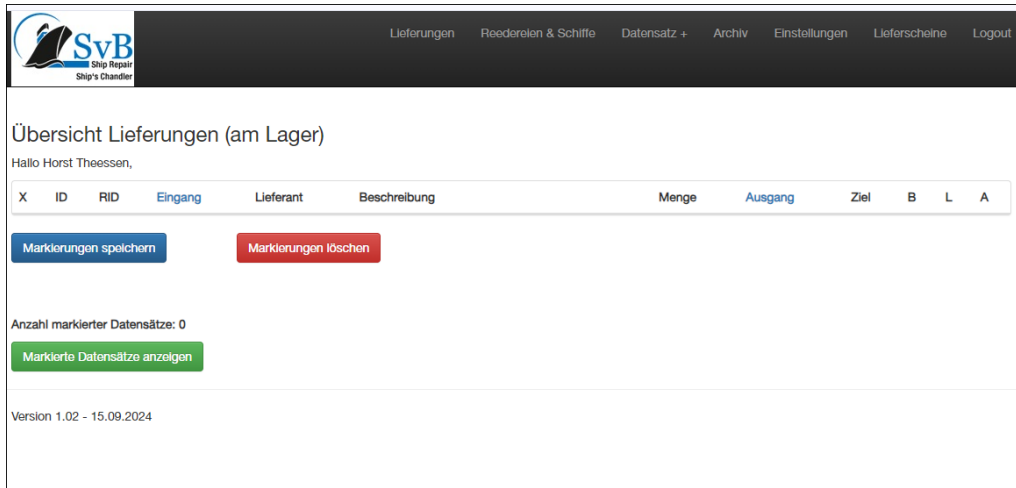 SvB
Ship Repair
Ship's Chandler
Lieferungen Reedereien & Schiffe Datensatz + Archiv Einstellungen Lieferscheine Logout
Übersicht Lieferungen (am Lager)
Hallo Horst Theessen,
X ID RID Eingang Lieferant Beschreibung Menge Ausgang Ziel B L A
Markierungen speichern Markierungen löschen
Anzahl markierter Datensätze: 0
Markierte Datensätze anzeigen
Version 1.02 - 15.09.2024